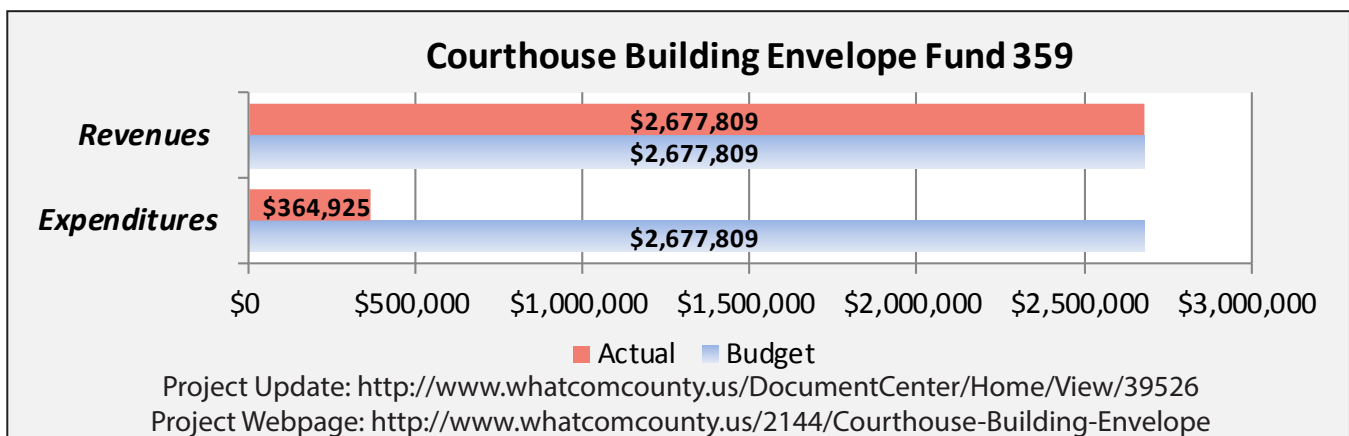 Courthouse Building Envelope Fund 359
Revenues
$2,677,809
$2,677,809
Expenditures
$364,925
$2,677,809
$0 $500,000 $1,000,000 $1,500,000 $2,000,000 $2,500,000 $3,000,000
Actual Budget
Project Update: http://www.whatcomcounty.us/DocumentCenter/Home/View/39526
Project Webpage: http://www.whatcomcounty.us/2144/Courthouse-Building-Envelope